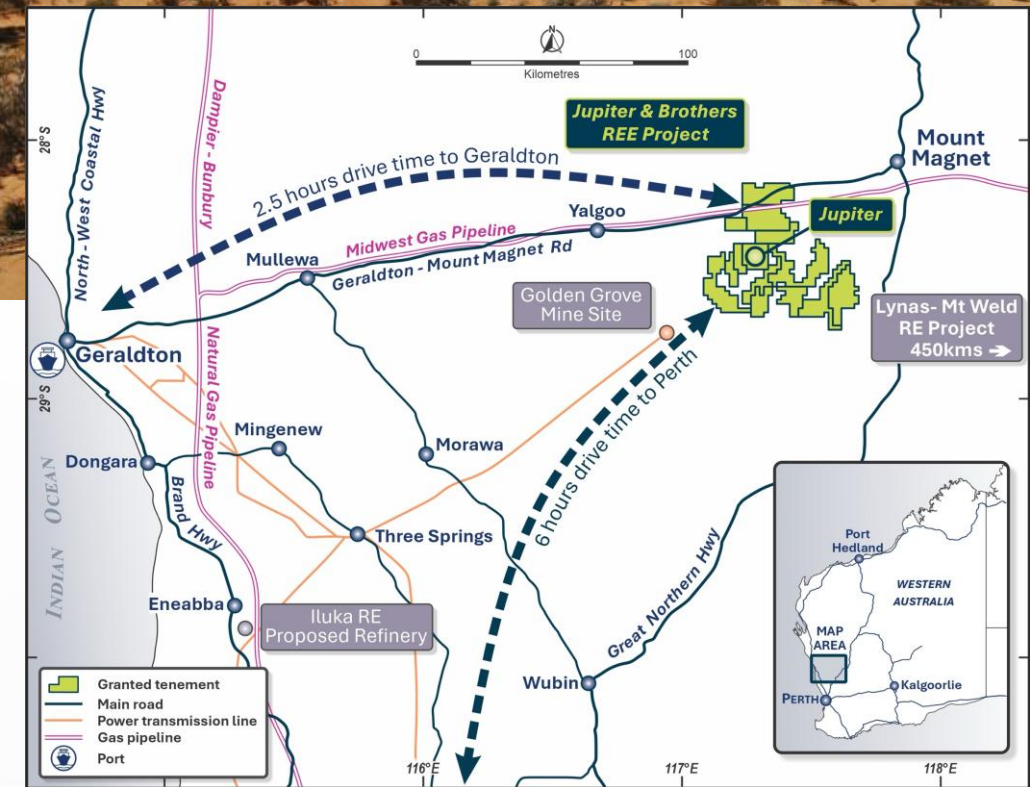 0
100
Kilometres
28° S
North - West Coastal Hwy
Dampier - Bunbury
Jupiter & Brothers
REE Project
Mount
Magnet
2.5 hours drive time to Geraldton
Yalgoo
Jupiter
Midwest Gas Pipeline
Mullewa
Geraldton - Mount Magnet Rd
Golden Grove
Mine Site
Lynas- Mt Weld
RE Project
450kms
Geraldton
Natural Gas Pipeline
6 hours drive time to Perth
29° S
Mingenew
Morawa
Dongara
INDIAN OCEAN
Brand Hwy
Three Springs
Great Northern Hwy
Eneabba
Iluka RE
Proposed Refinery
Wubin
Port
Hedland
WESTERN
AUSTRALIA
MAP
AREA
Kalgoorlie
PERTH
Granted tenement
Main road
Power transmission line
Gas pipeline
Port
116°E
117°E
118°E